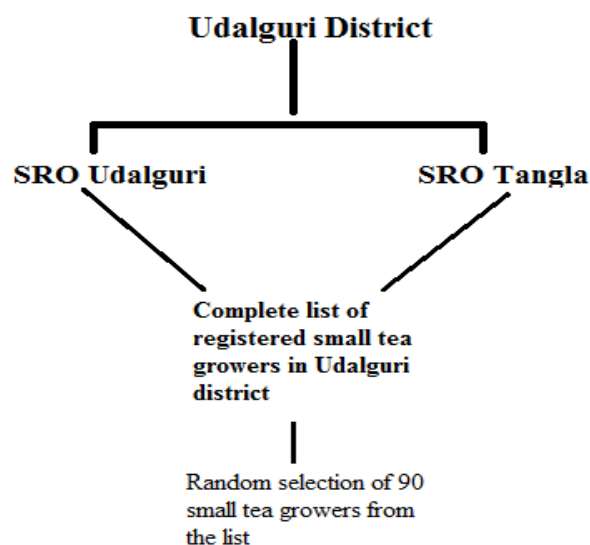 Udalguri District
SRO Udalguri
SRO Tangla
Complete list of
registered small tea
growers in Udalguri
district
Random selection of 90
small tea growers from
the list